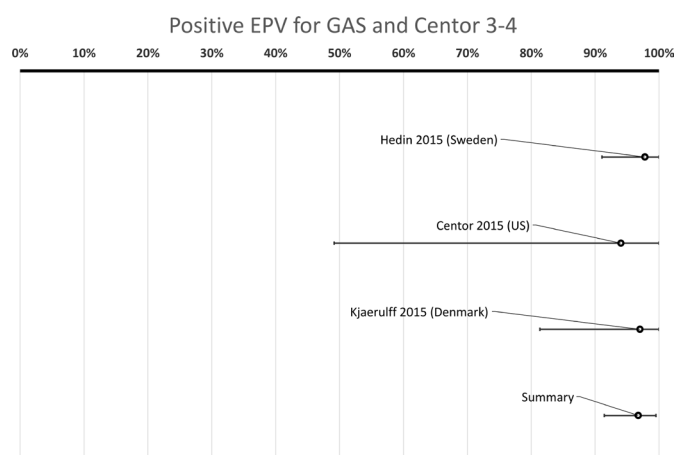 Positive EPV for GAS and Centor 3-4
0% 10% 20% 30% 40% 50% 60% 70% 80% 90% 100%
Hedin 2015 (Sweden)
Centor 2015 (US)
Kjaerulff 2015 (Denmark)
Summary